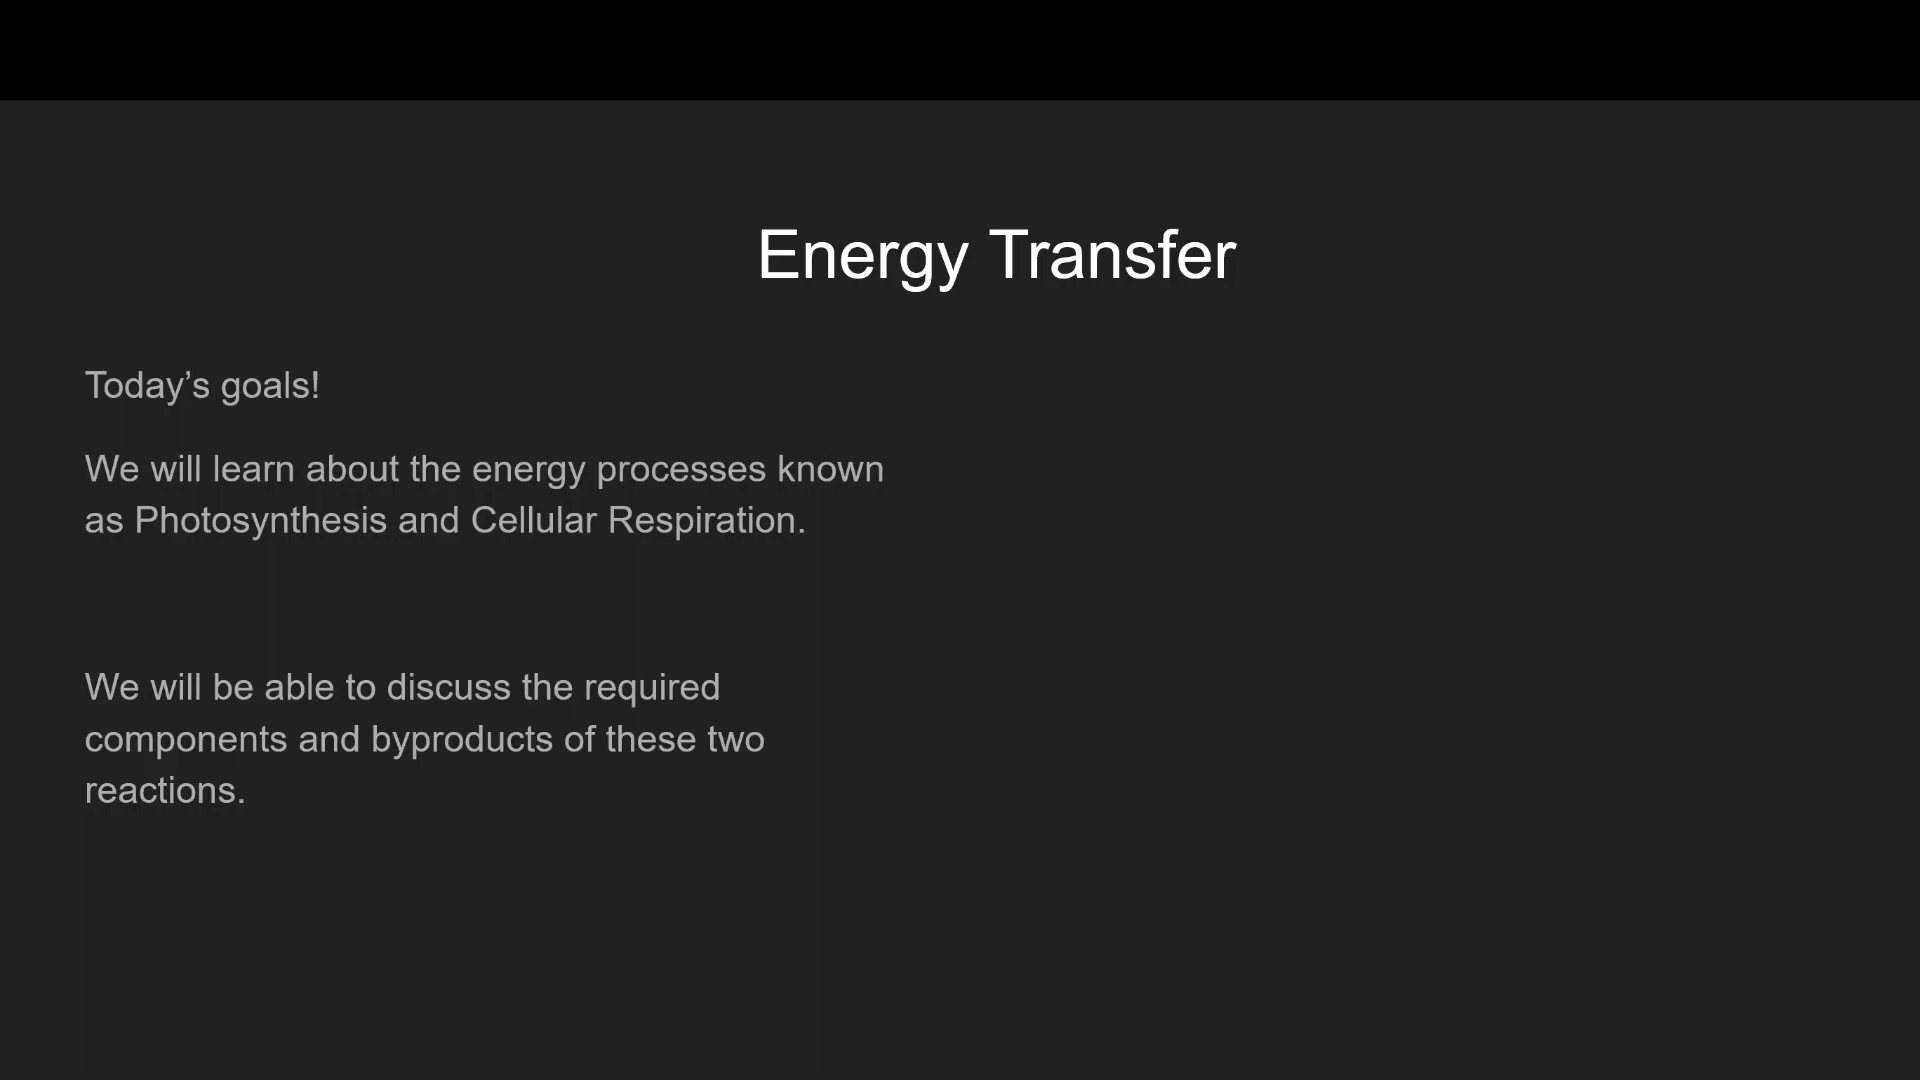 Energy Transfer
Today’s goals!
We will learn about the energy processes known
as Photosynthesis and Cellular Respiration.
We will be able to discuss the required
components and byproducts of these two
reactions.